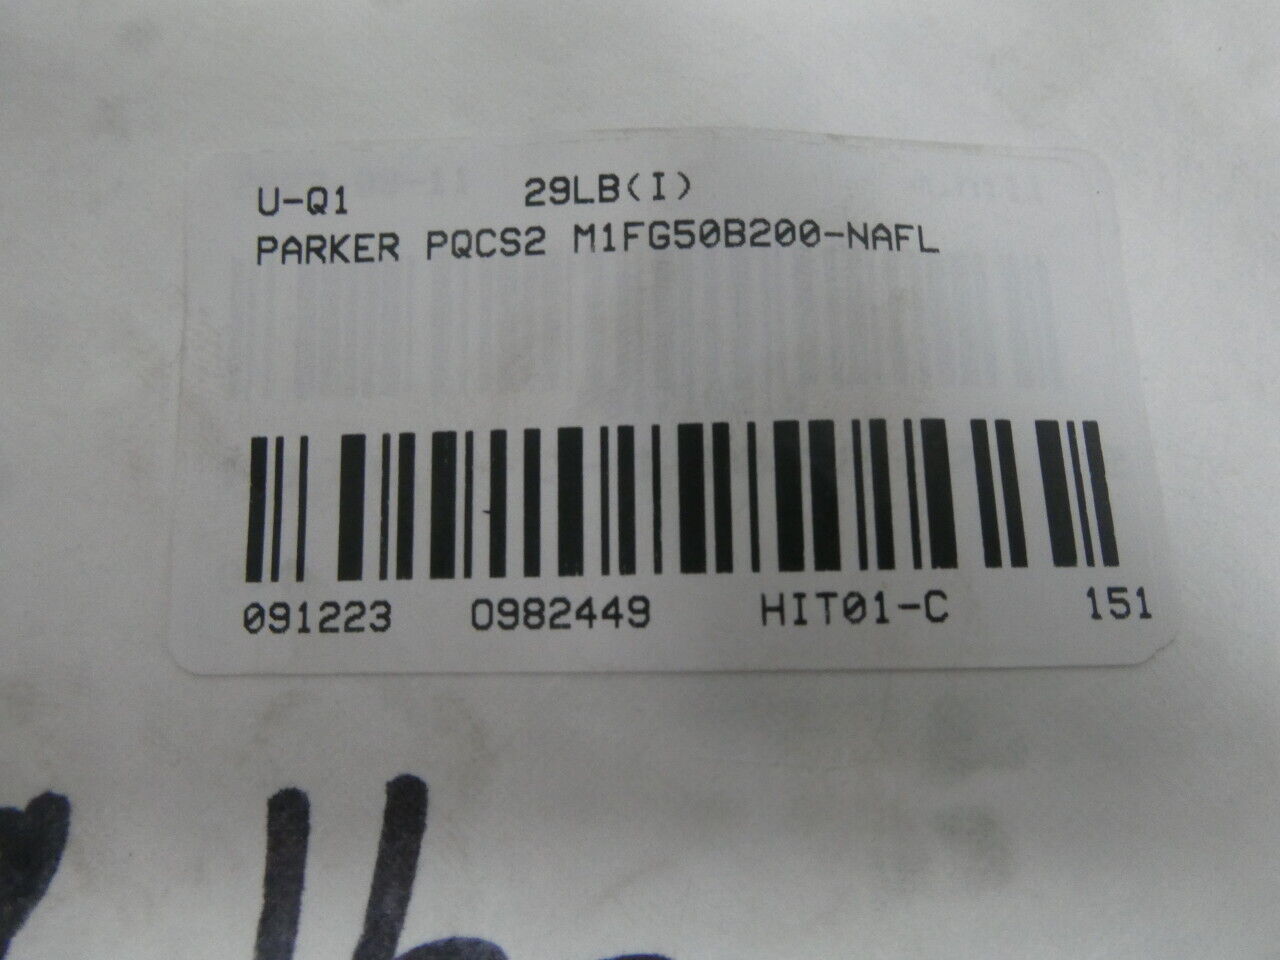 U-Q1 29LB(I)
PARKER PQCS2 M1FG50B200-NAFL
091223 0982449 HIT01-C 151